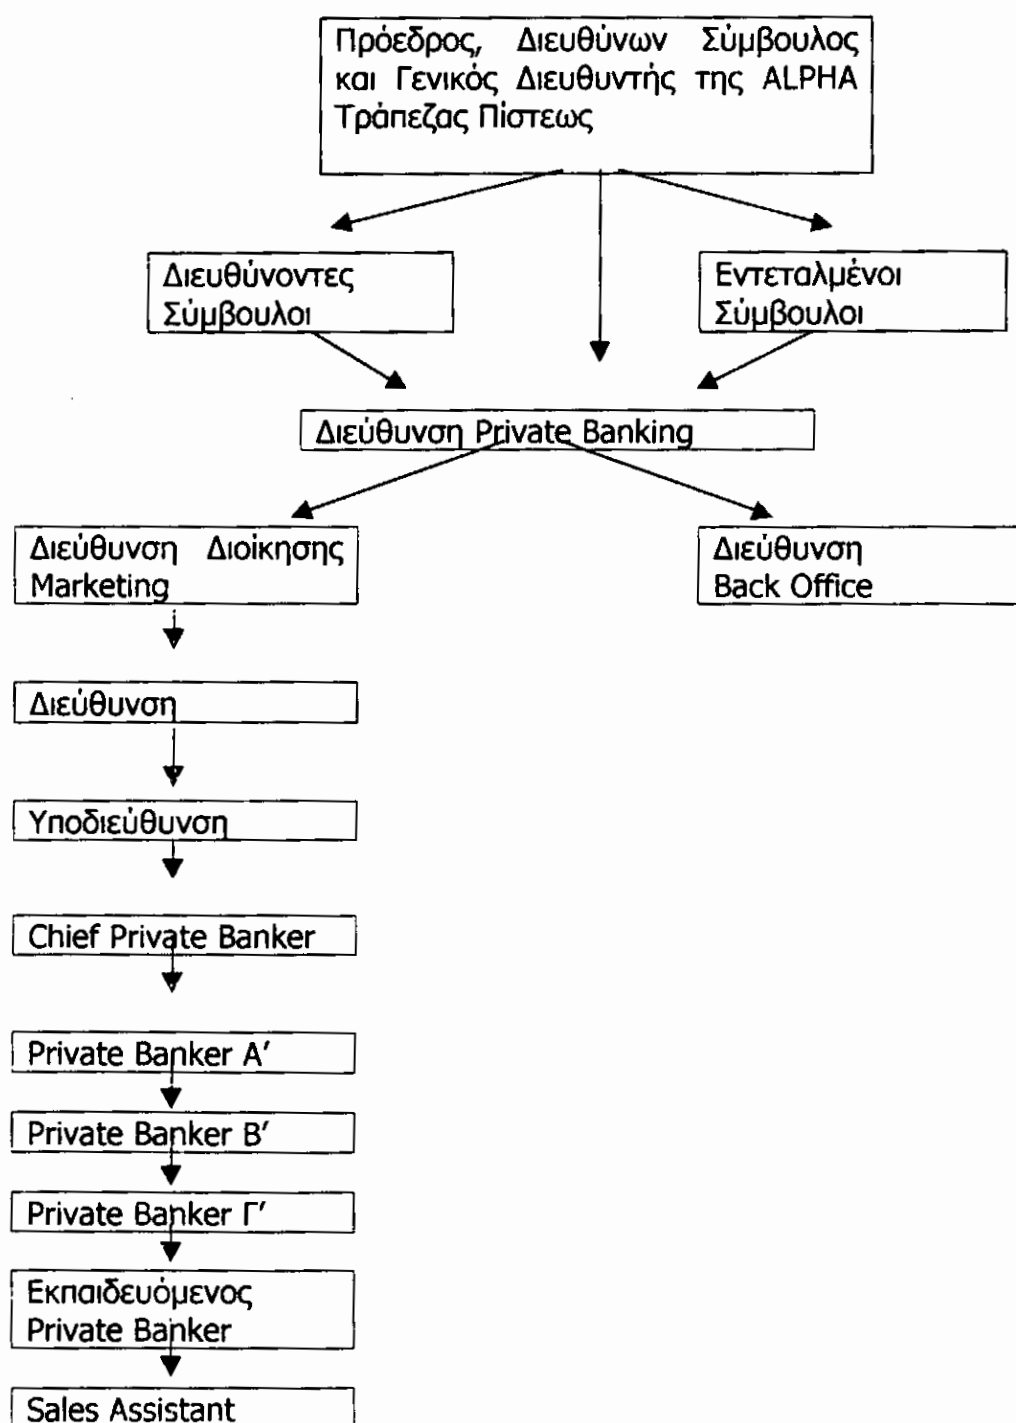 Πρόεδρος, Διευθύνων Σύμβουλος
και Γενικός Διευθυντής της ALPHA
Τράπεζας Πίστεως
Διευθύνοντες
Σύμβουλοι
Εντεταλμένοι
Σύμβουλοι
Διεύθυνση Private Banking
Διεύθυνση Διοίκησης
Marketing
Διεύθυνση
Back Office
Διεύθυνση
Υποδιεύθυνση
Chief Private Banker
Private Banker Α'
Private Banker Β'
Private Banker Γ'
Εκπαιδευόμενος
Private Banker
Sales Assistant